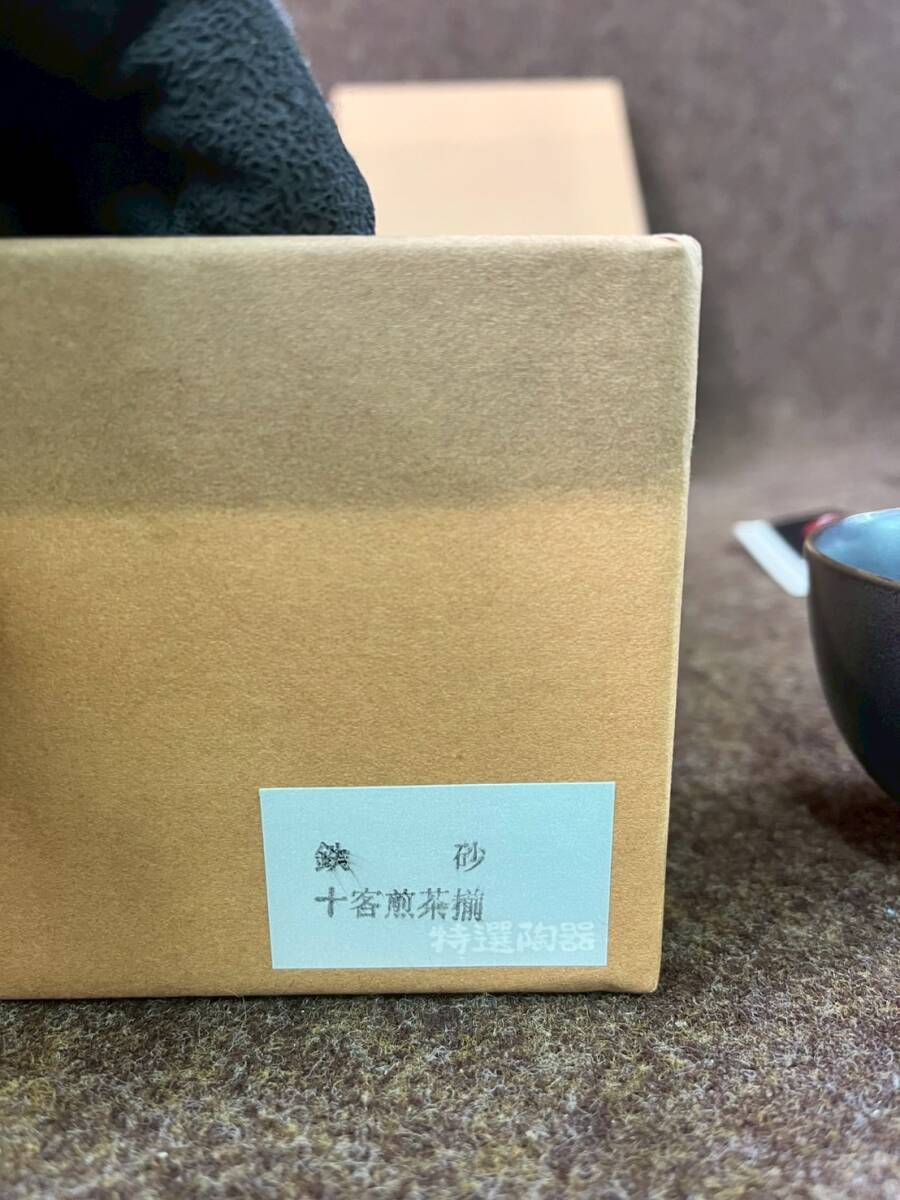 鉄 砂
十客煎茶揃
特選陶器